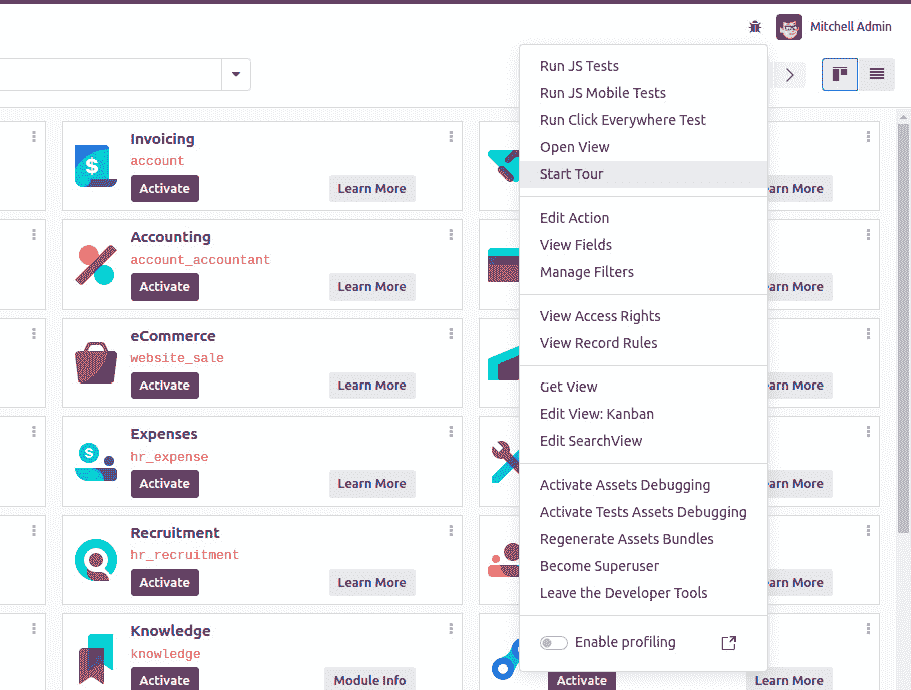 Mitchell Admin
Run JS Tests
Run JS Mobile Tests
Run Click Everywhere Test
Open View
Start Tour
Edit Action
View Fields
Manage Filters
View Access Rights
View Record Rules
Get View
Edit View: Kanban
Edit SearchView
Activate Assets Debugging
Activate Tests Assets Debugging
Regenerate Assets Bundles
Become Superuser
Leave the Developer Tools
Enable profiling
Invoicing
account
Activate
Learn More
arn More
Accounting
account_accountant
Activate
Learn More
arn More
eCommerce
website_sale
Activate
Learn More
arn More
Expenses
hr_expense
Activate
Learn More
arn More
Recruitment
hr_recruitment
Activate
Learn More
arn More
Knowledge
knowledge
Activate
Module Info
Activate
Learn More